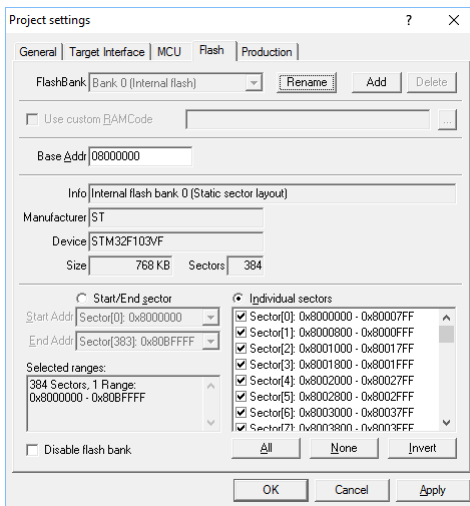 Project settings ? X
General Target Interface MCU Flash Production
FlashBank Bank 0 (Internal flash) Rename Add Delete
Use custom RAMCode ...
Base Addr 08000000
Info Internal flash bank 0 (Static sector layout)
Manufacturer ST
Device STM32F103VF
Size 768 KB Sectors 384
Start/End sector
Start Addr Sector[0]: 0x8000000
End Addr Sector[383]: 0x80BFFFF
Selected ranges:
384 Sectors, 1 Range:
0x8000000 - 0x80BFFFF
Disable flash bank
Individual sectors
Sector[0]: 0x8000000 - 0x80007FF
Sector[1]: 0x8000800 - 0x8000FFF
Sector[2]: 0x8001000 - 0x80017FF
Sector[3]: 0x8001800 - 0x8001FFF
Sector[4]: 0x8002000 - 0x80027FF
Sector[5]: 0x8002800 - 0x8002FFF
Sector[6]: 0x8003000 - 0x80037FF
Sector[7]: 0x8003800 - 0x8003FFF
All None Invert
OK Cancel Apply